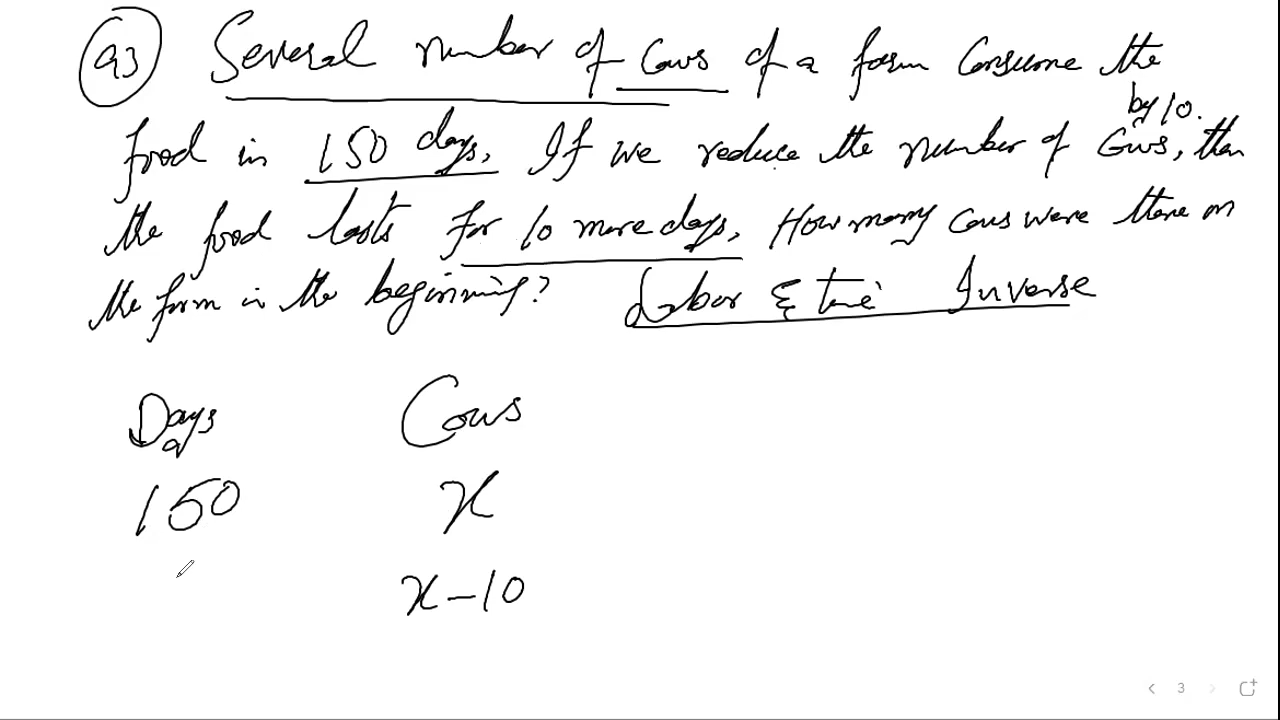 Q3 Several number of Cows of a farm Consume the
by 10.
food in 150 days, If we reduce the number of Cows, then
the food lasts for 10 more days, How many cows were there on
the farm in the beginning? Labor & time Inverse
Days Cows
150 x
x-10
3